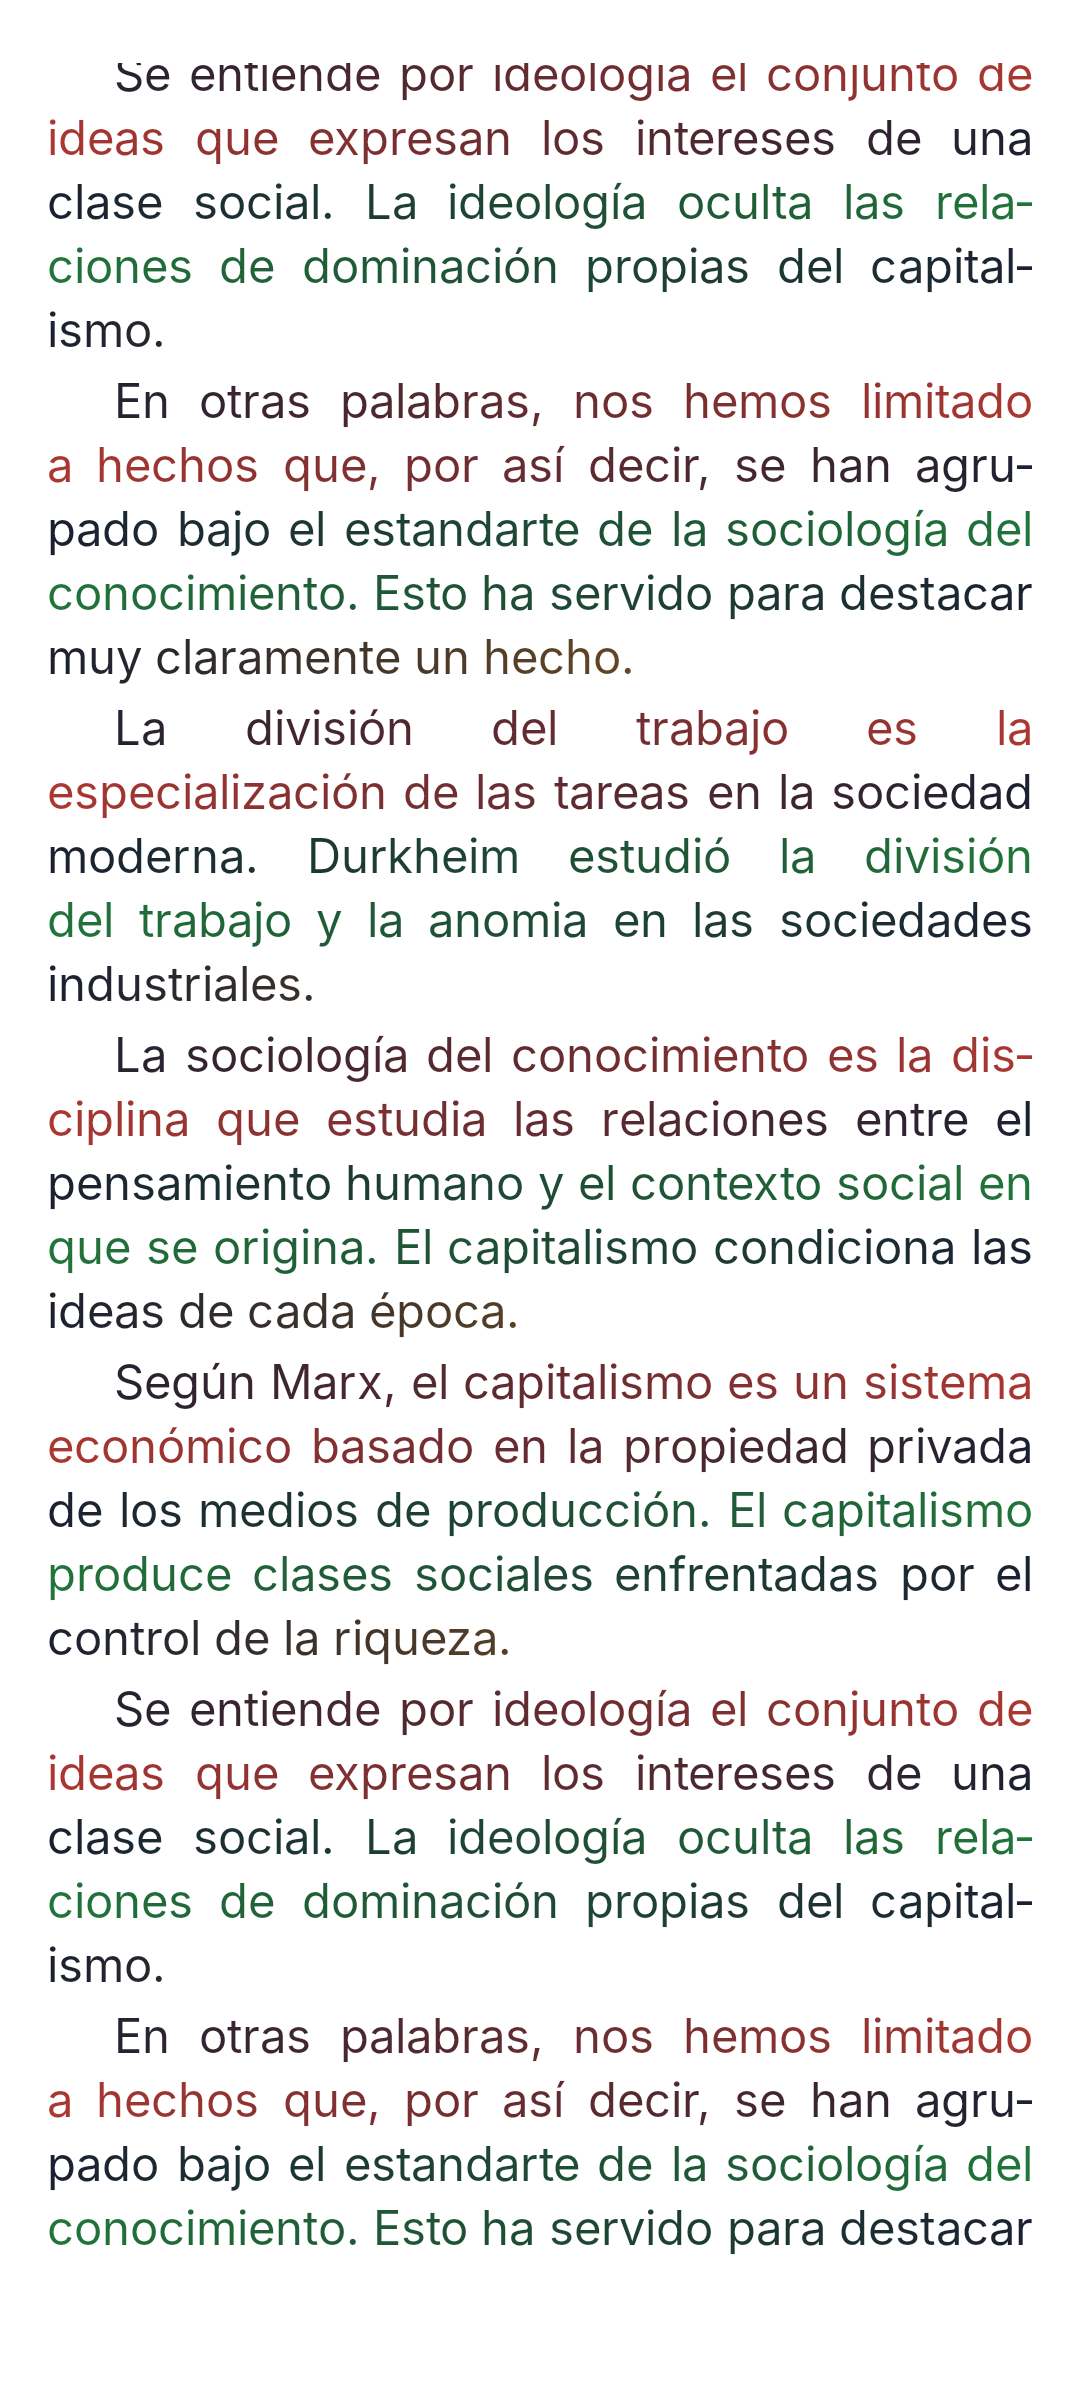 Se entiende por ideología el conjunto de
ideas que expresan los intereses de una
clase social. La ideología oculta las rela-
ciones de dominación propias del capital-
ismo.
En otras palabras, nos hemos limitado
a hechos que, por así decir, se han agru-
pado bajo el estandarte de la sociología del
conocimiento. Esto ha servido para destacar
muy claramente un hecho.
La división del trabajo es la
especialización de las tareas en la sociedad
moderna. Durkheim estudió la división
del trabajo y la anomia en las sociedades
industriales.
La sociología del conocimiento es la dis-
ciplina que estudia las relaciones entre el
pensamiento humano y el contexto social en
que se origina. El capitalismo condiciona las
ideas de cada época.
Según Marx, el capitalismo es un sistema
económico basado en la propiedad privada
de los medios de producción. El capitalismo
produce clases sociales enfrentadas por el
control de la riqueza.
Se entiende por ideología el conjunto de
ideas que expresan los intereses de una
clase social. La ideología oculta las rela-
ciones de dominación propias del capital-
ismo.
En otras palabras, nos hemos limitado
a hechos que, por así decir, se han agru-
pado bajo el estandarte de la sociología del
conocimiento. Esto ha servido para destacar